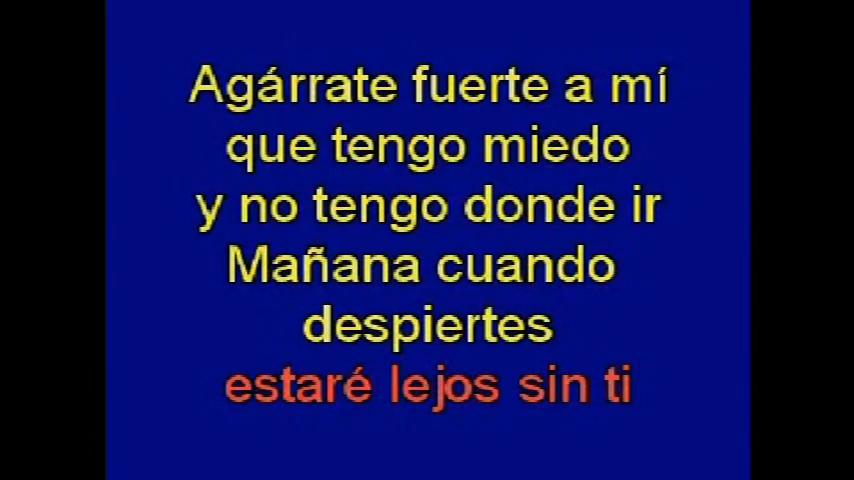 Agárrate fuerte a mí
que tengo miedo
y no tengo donde ir
Mañana cuando
despiertes
estaré lejos sin ti